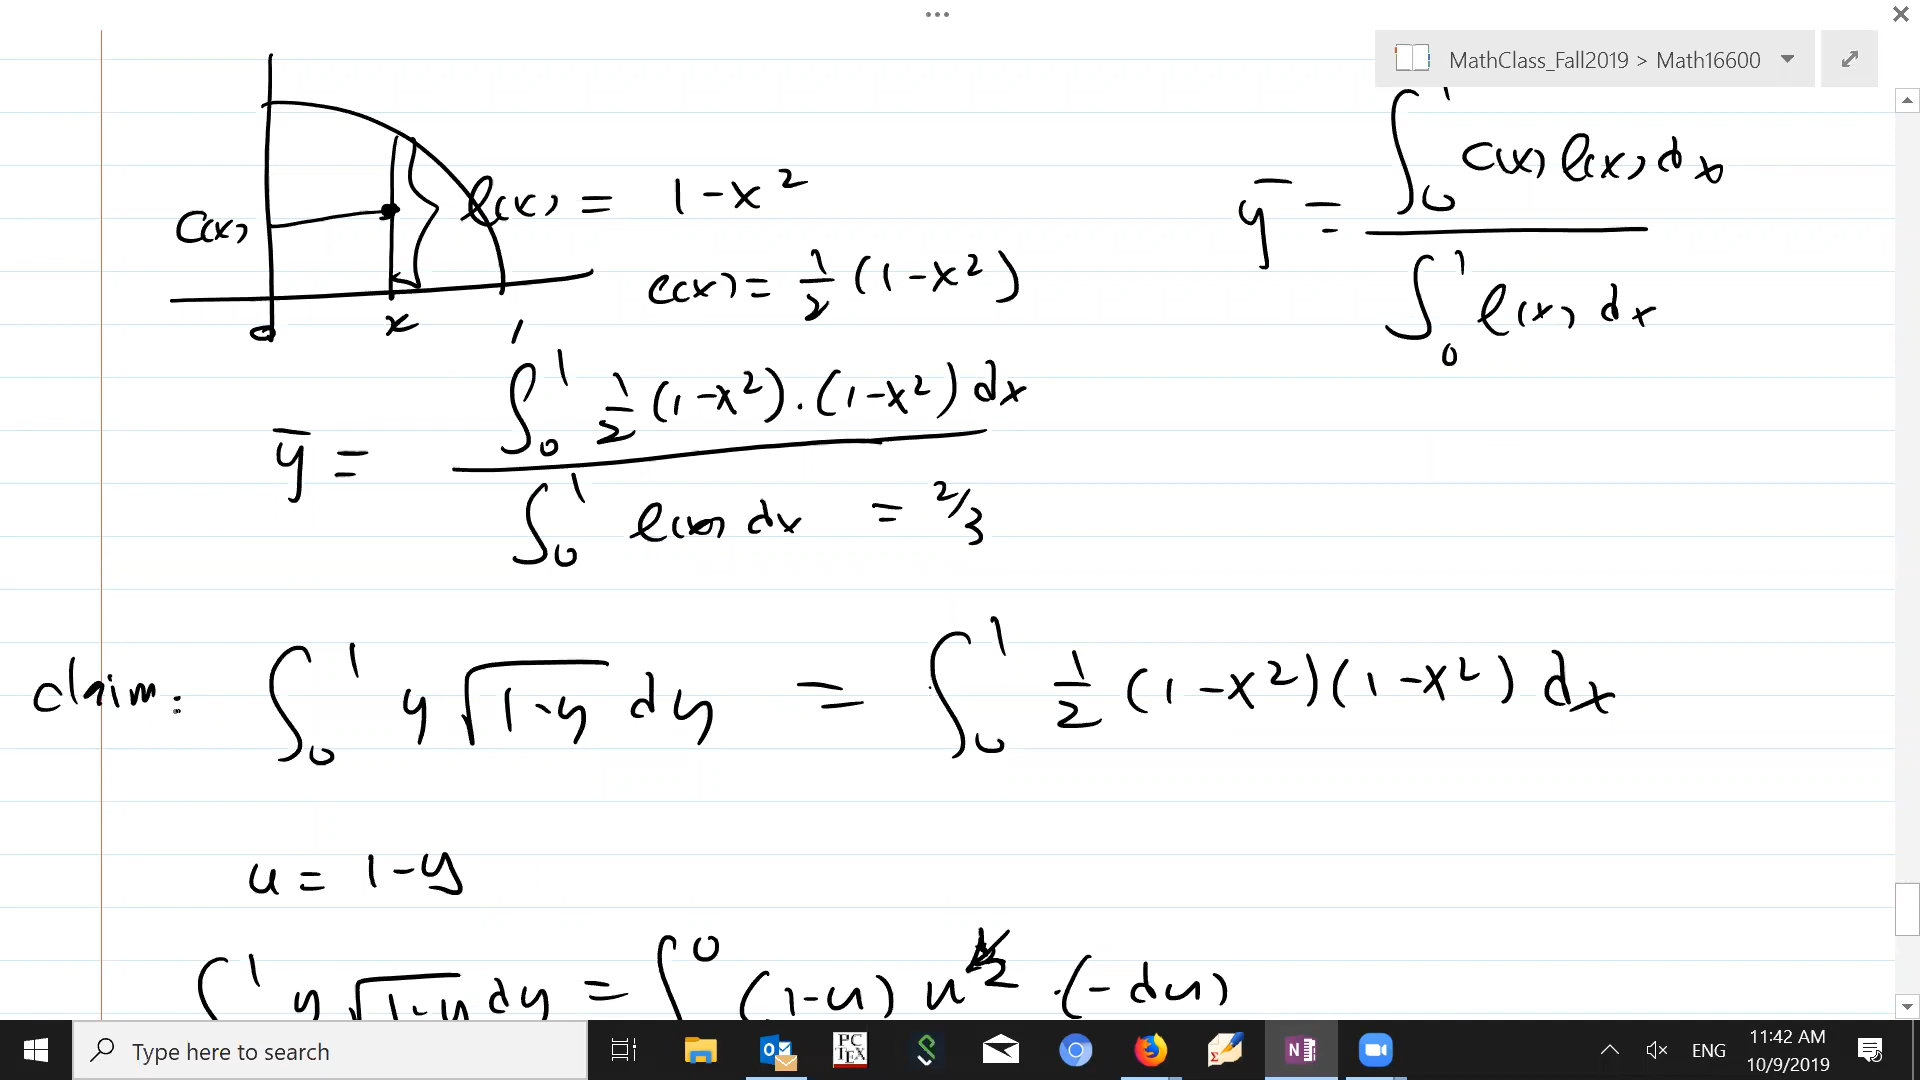 MathClass_Fall2019 > Math16600
ȳ = ∫₀¹ c(x) ℓ(x) dx / ∫₀¹ ℓ(x) dx
ℓ(x) = 1-x²
c(x)
c(x) = 1/2 (1-x²)
0 x 1
ȳ = ∫₀¹ 1/2 (1-x²)·(1-x²) dx / ∫₀¹ ℓ(x) dx = 2/3
claim: ∫₀¹ y √(1-y) dy = ∫₀¹ 1/2 (1-x²)(1-x²) dx
u = 1-y
∫ ¹ y √(1-y) dy = ∫ ⁰ (1-u) u^½ ·(-du)
Type here to search
PC
TEX
N
ENG
11:42 AM
10/9/2019